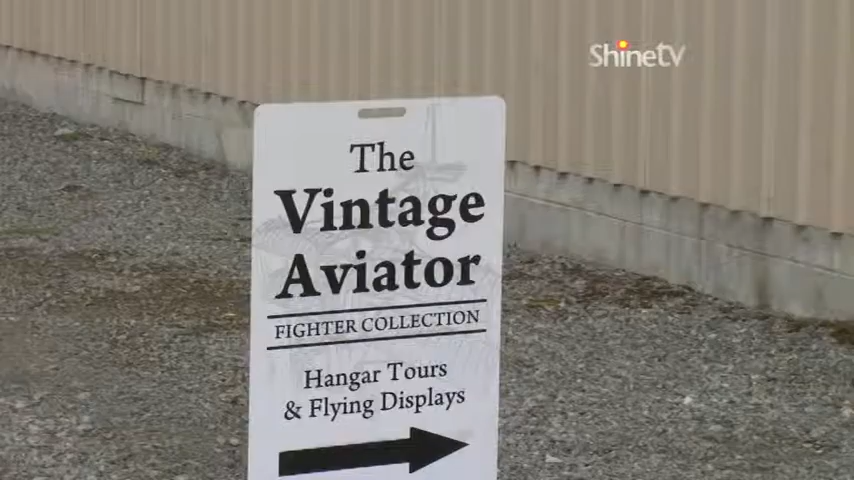 Shinetv
The
Vintage
Aviator
FIGHTER COLLECTION
Hangar Tours
& Flying Displays